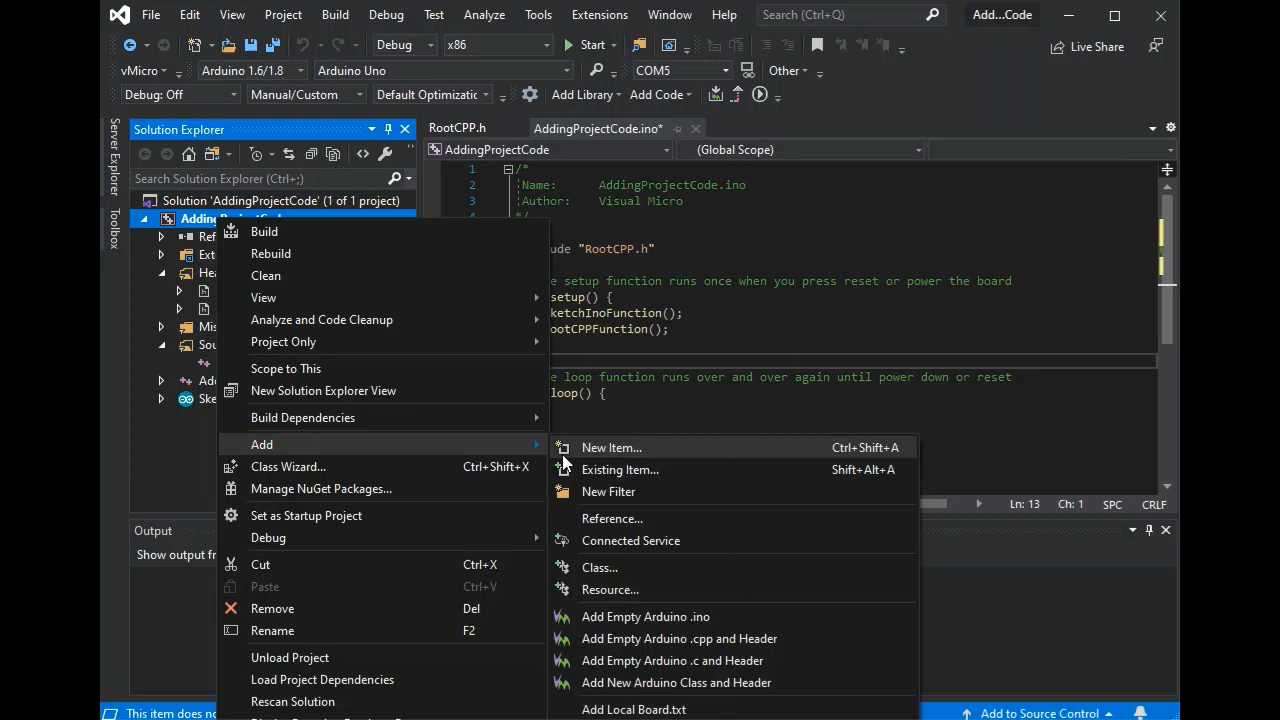 File Edit View Project Build Debug Test Analyze Tools Extensions Window Help Search (Ctrl+Q) Add...Code
Debug x86 Start Live Share
vMicro Arduino 1.6/1.8 Arduino Uno COM5 Other
Debug: Off Manual/Custom Default Optimizatic Add Library Add Code
Server Explorer
Toolbox
Solution Explorer
Search Solution Explorer (Ctrl+;)
Solution 'AddingProjectCode' (1 of 1 project)
Ref
Ext
Hea
Mis
Sou
Add
Ske
RootCPP.h AddingProjectCode.ino*
AddingProjectCode (Global Scope)
1 /*
2 Name: AddingProjectCode.ino
3 Author: Visual Micro
4 */
ude "RootCPP.h"
e setup function runs once when you press reset or power the board
setup() {
ketchInoFunction();
ootCPPFunction();
e loop function runs over and over again until power down or reset
loop() {
Ln: 13 Ch: 1 SPC CRLF
Build
Rebuild
Clean
View
Analyze and Code Cleanup
Project Only
Scope to This
New Solution Explorer View
Build Dependencies
Add
Class Wizard... Ctrl+Shift+X
Manage NuGet Packages...
Set as Startup Project
Debug
Cut Ctrl+X
Paste Ctrl+V
Remove Del
Rename F2
Unload Project
Load Project Dependencies
Rescan Solution
New Item... Ctrl+Shift+A
Existing Item... Shift+Alt+A
New Filter
Reference...
Connected Service
Class...
Resource...
Add Empty Arduino .ino
Add Empty Arduino .cpp and Header
Add Empty Arduino .c and Header
Add New Arduino Class and Header
Add Local Board.txt
Output
Show output fr
This item does no
Add to Source Control